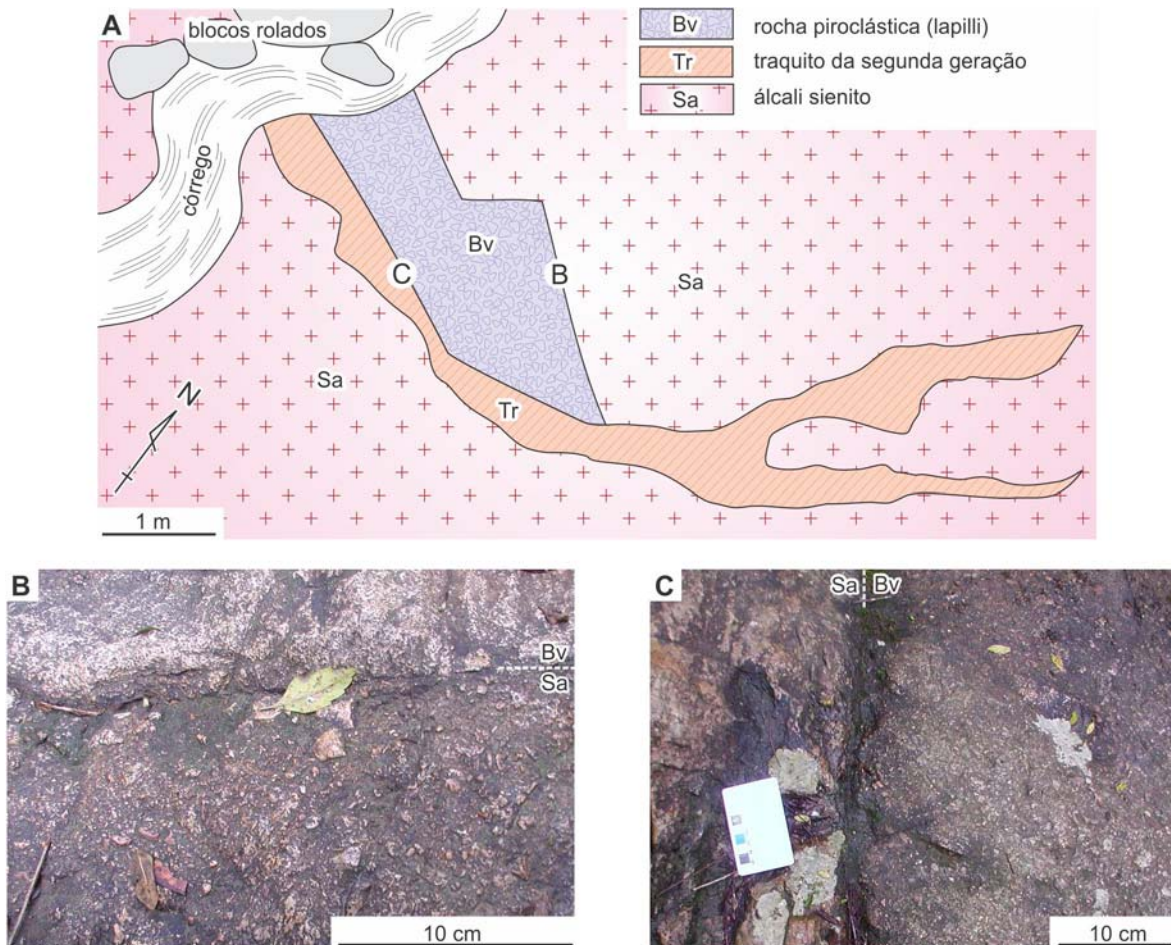 A
blocos rolados
córrego
Bv rocha piroclástica (lapilli)
Tr traquito da segunda geração
Sa álcali sienito
Bv
C
B
Sa
Sa
Tr
N
1 m
B
Bv
Sa
10 cm
C
Sa Bv
10 cm